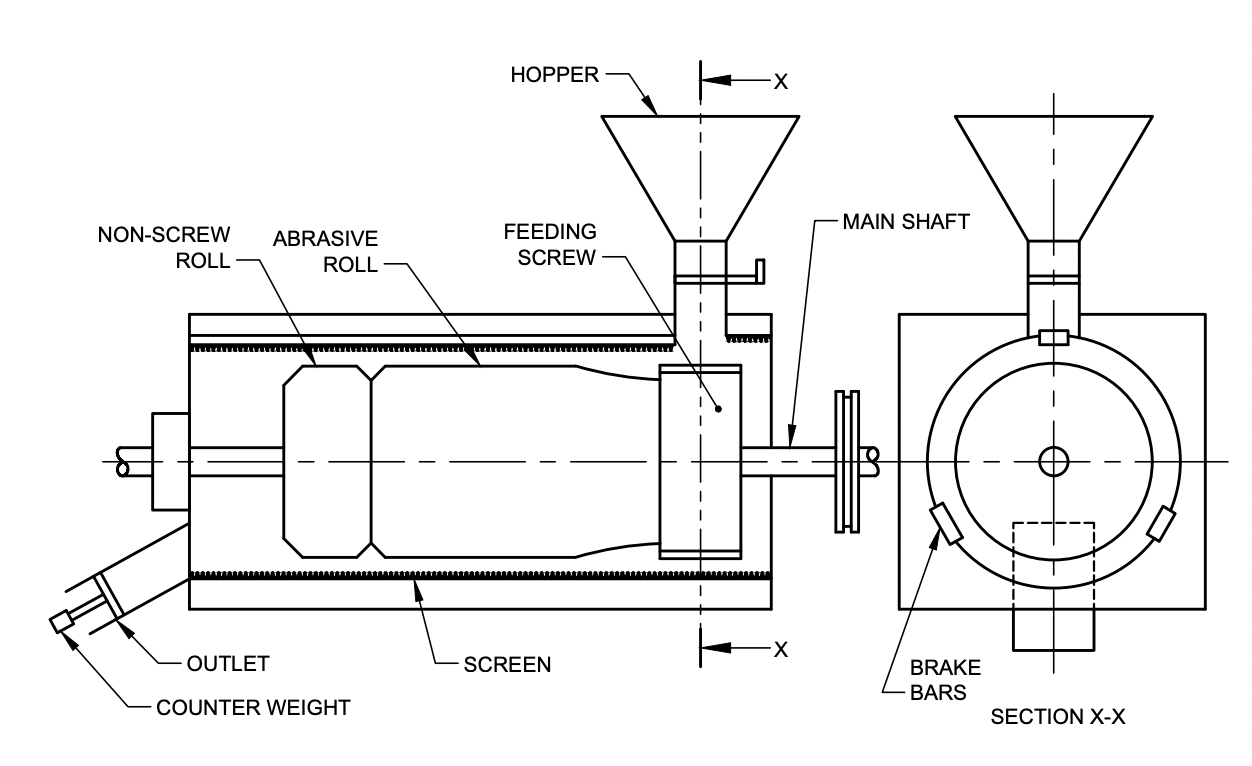 HOPPER
X
NON-SCREW
ROLL
ABRASIVE
ROLL
FEEDING
SCREW
MAIN SHAFT
OUTLET
COUNTER WEIGHT
SCREEN
X
BRAKE
BARS
SECTION X-X